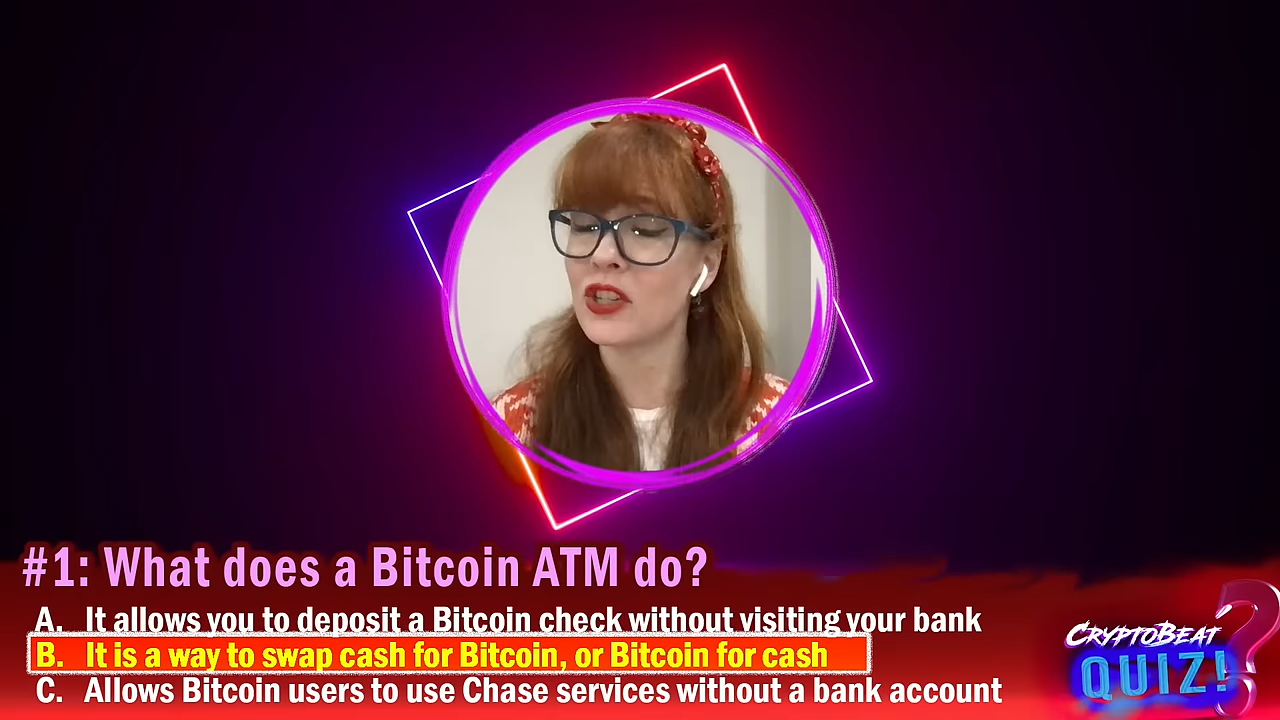 #1: What does a Bitcoin ATM do?
A. It allows you to deposit a Bitcoin check without visiting your bank
B. It is a way to swap cash for Bitcoin, or Bitcoin for cash
C. Allows Bitcoin users to use Chase services without a bank account
CRYPTOBEAT
QUIZ!
?